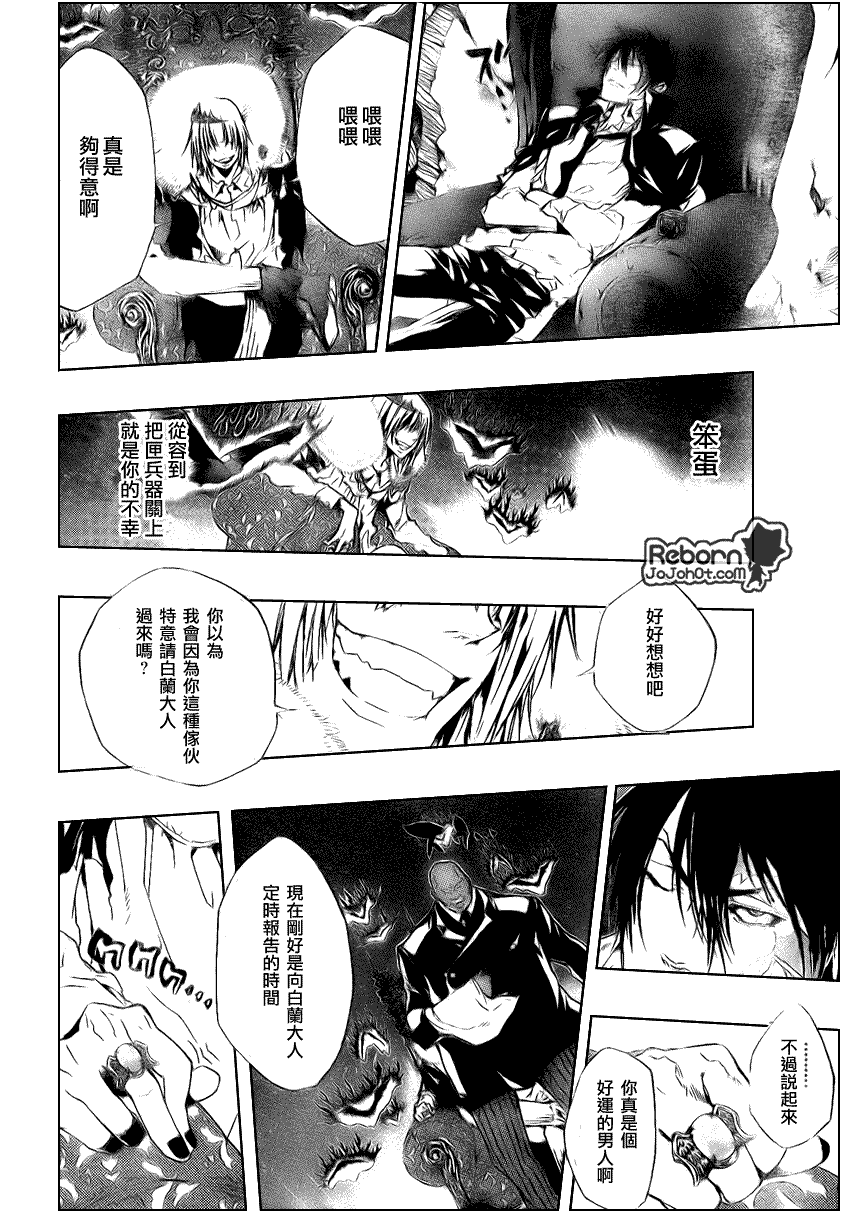 喂喂
喂喂
真是
夠得意啊
笨蛋
從容到
把匣兵器關上
就是你的不幸
Reborn
JoJohOt.com
好好想想吧
你以為
我會因為你這種傢伙
特意請白蘭大人
過來嗎?
………
不過説起來
你真是個
好運的男人啊
現在剛好是向白蘭大人
定時報告的時間